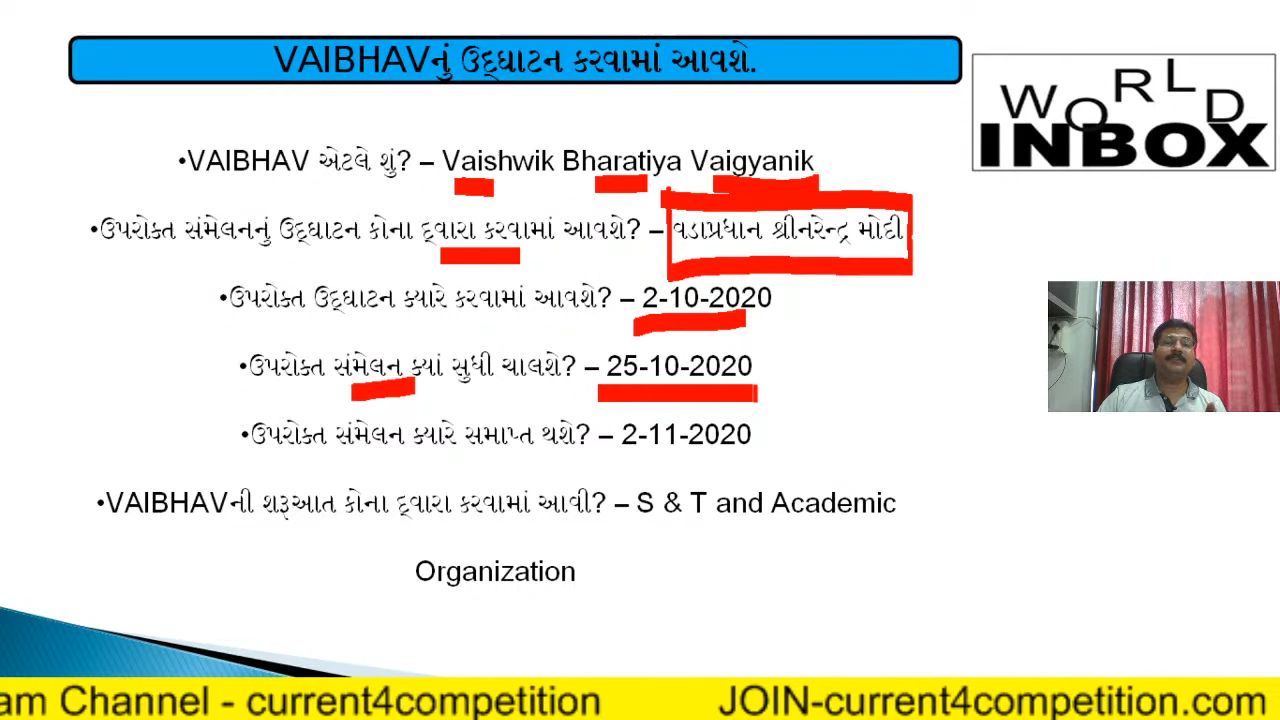 VAIBHAVનું ઉદ્ઘાટન કરવામાં આવશે.
WORLD
INBOX
•VAIBHAV એટલે શું? – Vaishwik Bharatiya Vaigyanik
•ઉપરોક્ત સંમેલનનું ઉદ્ઘાટન કોના દ્વારા કરવામાં આવશે? – વડાપ્રધાન શ્રીનરેન્દ્ર મોદી
•ઉપરોક્ત ઉદ્ઘાટન ક્યારે કરવામાં આવશે? – 2-10-2020
•ઉપરોક્ત સંમેલન ક્યાં સુધી ચાલશે? – 25-10-2020
•ઉપરોક્ત સંમેલન ક્યારે સમાપ્ત થશે? – 2-11-2020
•VAIBHAVની શરૂઆત કોના દ્વારા કરવામાં આવી? – S & T and Academic
Organization
am Channel - current4competition JOIN-current4competition.com